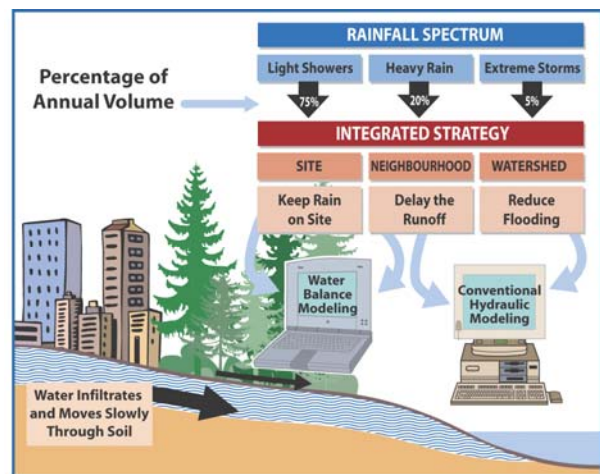 RAINFALL SPECTRUM
Light Showers
Heavy Rain
Extreme Storms
Percentage of
Annual Volume
75%
20%
5%
INTEGRATED STRATEGY
SITE
NEIGHBOURHOOD
WATERSHED
Keep Rain
on Site
Delay the
Runoff
Reduce
Flooding
Water
Balance
Modeling
Conventional
Hydraulic
Modeling
Water Infiltrates
and Moves Slowly
Through Soil